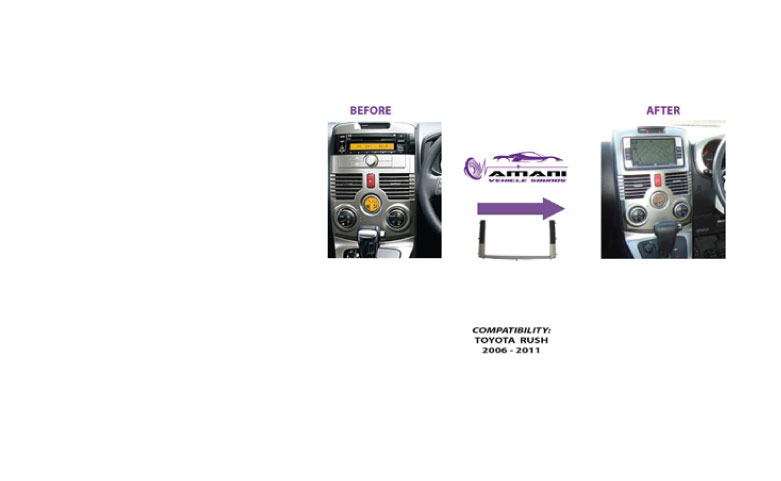 BEFORE
AFTER
AMANI
VEHICLE SOUNDS
COMPATIBILITY:
TOYOTA RUSH
2006 - 2011